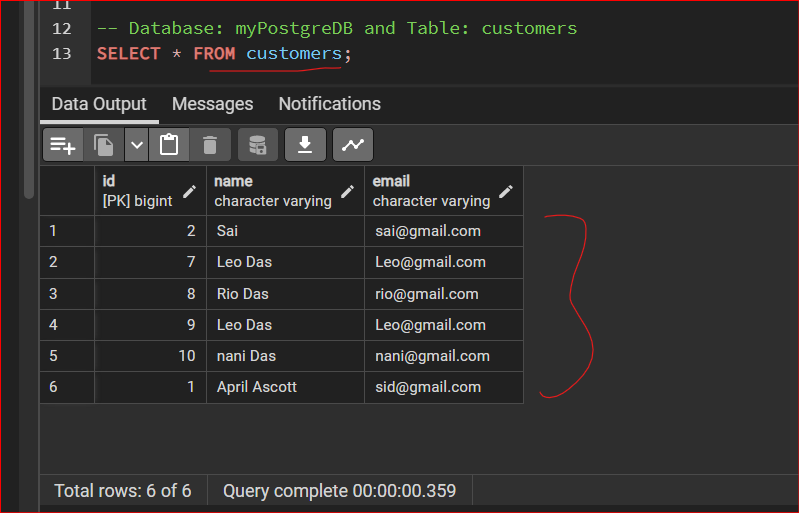 11
12 -- Database: myPostgreDB and Table: customers
13 SELECT * FROM customers;
Data Output Messages Notifications
id name email
[PK] bigint character varying character varying
1 2 Sai sai@gmail.com
2 7 Leo Das Leo@gmail.com
3 8 Rio Das rio@gmail.com
4 9 Leo Das Leo@gmail.com
5 10 nani Das nani@gmail.com
6 1 April Ascott sid@gmail.com
Total rows: 6 of 6 Query complete 00:00:00.359